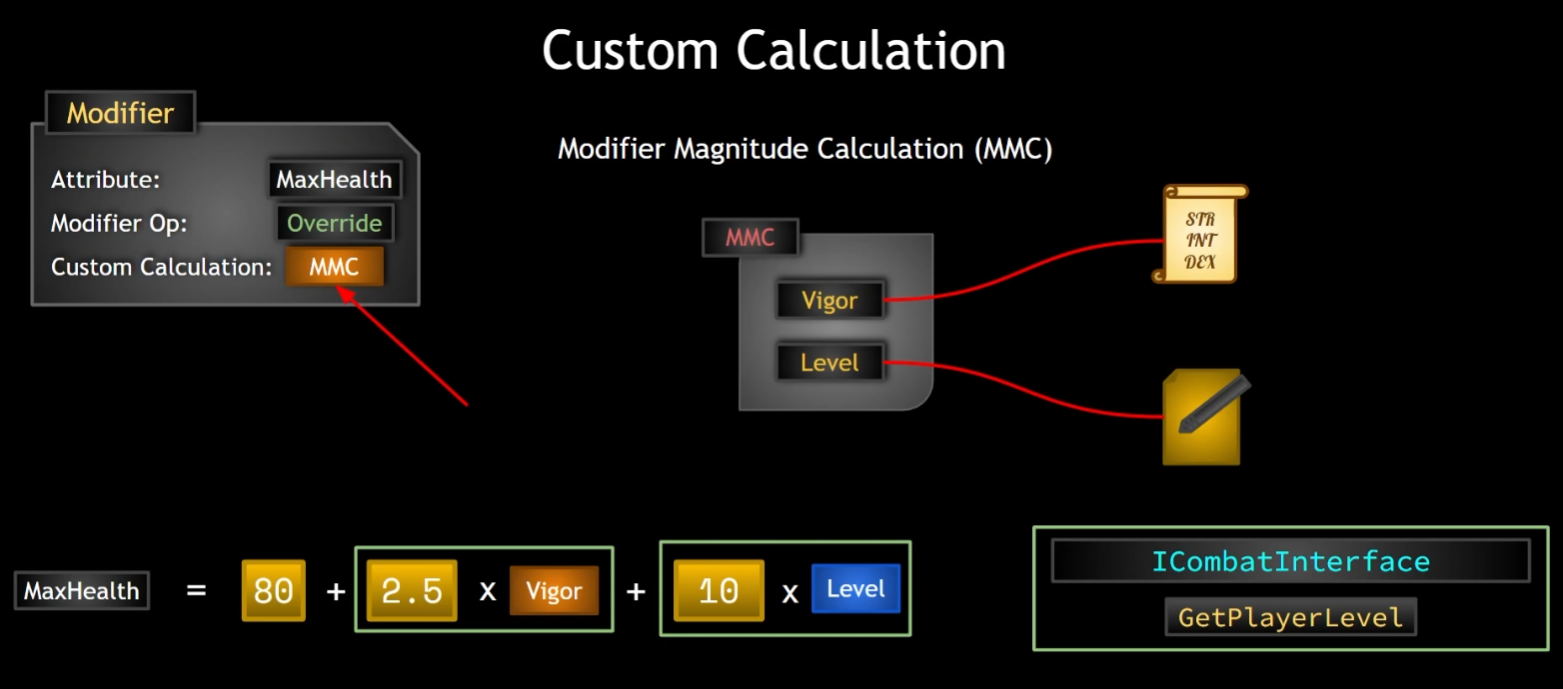 Custom Calculation
Modifier
Attribute: MaxHealth
Modifier Op: Override
Custom Calculation: MMC
Modifier Magnitude Calculation (MMC)
MMC
Vigor
Level
STR
INT
DEX
MaxHealth = 80 + 2.5 x Vigor + 10 x Level
ICombatInterface
GetPlayerLevel